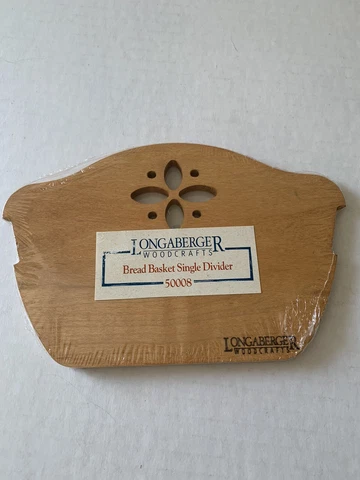 LONGABERGER
WOODCRAFTS
Bread Basket Single Divider
50008
LONGABERGER
WOODCRAFTS